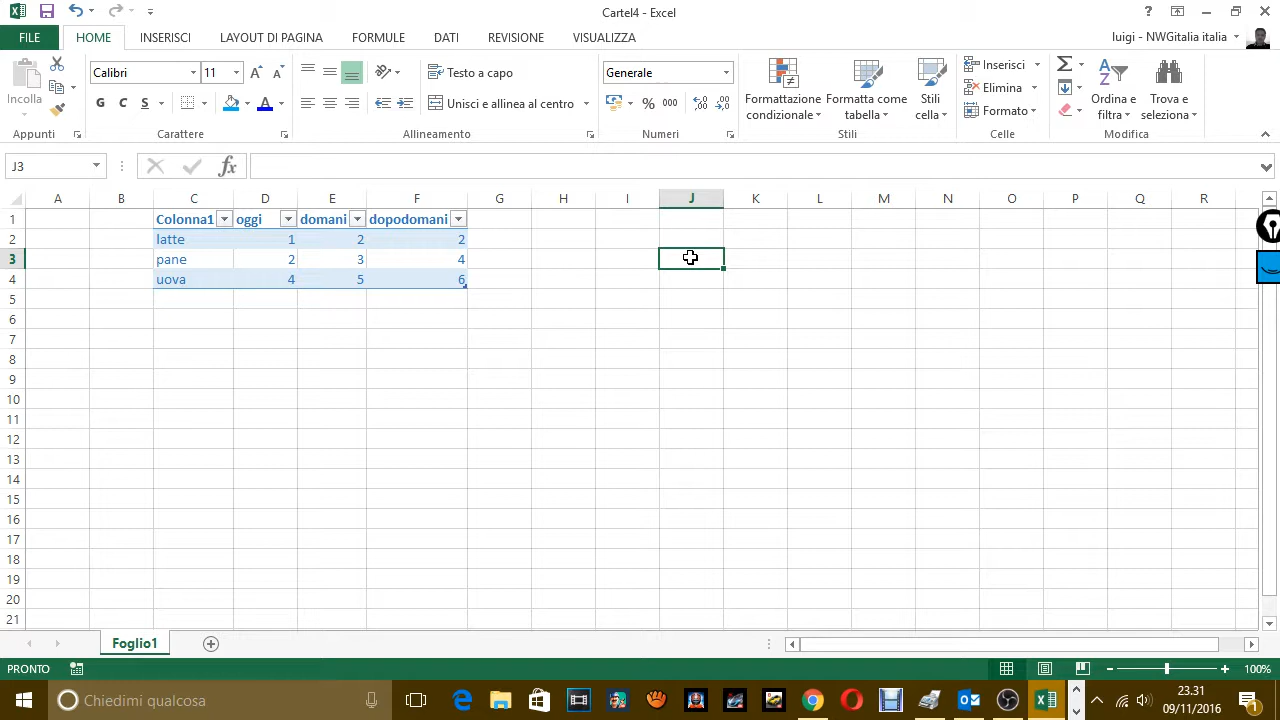 Cartel4 - Excel
FILE HOME INSERISCI LAYOUT DI PAGINA FORMULE DATI REVISIONE VISUALIZZA luigi - NWGitalia italia
Incolla
Calibri 11
G C S
Testo a capo
Unisci e allinea al centro
Generale
% 000
Formattazione condizionale
Formatta come tabella
Stili cella
Inserisci
Elimina
Formato
Ordina e filtra
Trova e seleziona
Appunti Carattere Allineamento Numeri Stili Celle Modifica
J3 fx
A B C D E F G H I J K L M N O P Q R
1 Colonna1 oggi domani dopodomani
2 latte 1 2 2
3 pane 2 3 4
4 uova 4 5 6
5
6
7
8
9
10
11
12
13
14
15
16
17
18
19
20
21
Foglio1
PRONTO 100%
Chiedimi qualcosa
23.31
09/11/2016